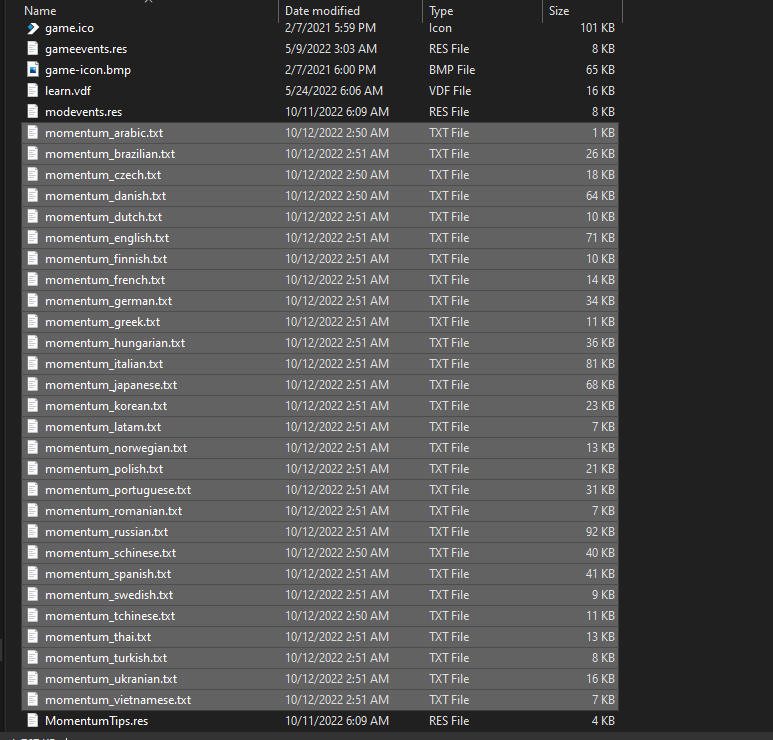 Name Date modified Type Size
game.ico 2/7/2021 5:59 PM Icon 101 KB
gameevents.res 5/9/2022 3:03 AM RES File 8 KB
game-icon.bmp 2/7/2021 6:00 PM BMP File 65 KB
learn.vdf 5/24/2022 6:06 AM VDF File 16 KB
modevents.res 10/11/2022 6:09 AM RES File 8 KB
momentum_arabic.txt 10/12/2022 2:50 AM TXT File 1 KB
momentum_brazilian.txt 10/12/2022 2:51 AM TXT File 26 KB
momentum_czech.txt 10/12/2022 2:50 AM TXT File 18 KB
momentum_danish.txt 10/12/2022 2:50 AM TXT File 64 KB
momentum_dutch.txt 10/12/2022 2:51 AM TXT File 10 KB
momentum_english.txt 10/12/2022 2:51 AM TXT File 71 KB
momentum_finnish.txt 10/12/2022 2:51 AM TXT File 10 KB
momentum_french.txt 10/12/2022 2:51 AM TXT File 14 KB
momentum_german.txt 10/12/2022 2:51 AM TXT File 34 KB
momentum_greek.txt 10/12/2022 2:51 AM TXT File 11 KB
momentum_hungarian.txt 10/12/2022 2:51 AM TXT File 36 KB
momentum_italian.txt 10/12/2022 2:51 AM TXT File 81 KB
momentum_japanese.txt 10/12/2022 2:51 AM TXT File 68 KB
momentum_korean.txt 10/12/2022 2:51 AM TXT File 23 KB
momentum_latam.txt 10/12/2022 2:51 AM TXT File 7 KB
momentum_norwegian.txt 10/12/2022 2:51 AM TXT File 13 KB
momentum_polish.txt 10/12/2022 2:51 AM TXT File 21 KB
momentum_portuguese.txt 10/12/2022 2:51 AM TXT File 31 KB
momentum_romanian.txt 10/12/2022 2:51 AM TXT File 7 KB
momentum_russian.txt 10/12/2022 2:51 AM TXT File 92 KB
momentum_schinese.txt 10/12/2022 2:50 AM TXT File 40 KB
momentum_spanish.txt 10/12/2022 2:51 AM TXT File 41 KB
momentum_swedish.txt 10/12/2022 2:51 AM TXT File 9 KB
momentum_tchinese.txt 10/12/2022 2:50 AM TXT File 11 KB
momentum_thai.txt 10/12/2022 2:51 AM TXT File 13 KB
momentum_turkish.txt 10/12/2022 2:51 AM TXT File 8 KB
momentum_ukranian.txt 10/12/2022 2:51 AM TXT File 16 KB
momentum_vietnamese.txt 10/12/2022 2:51 AM TXT File 7 KB
MomentumTips.res 10/11/2022 6:09 AM RES File 4 KB